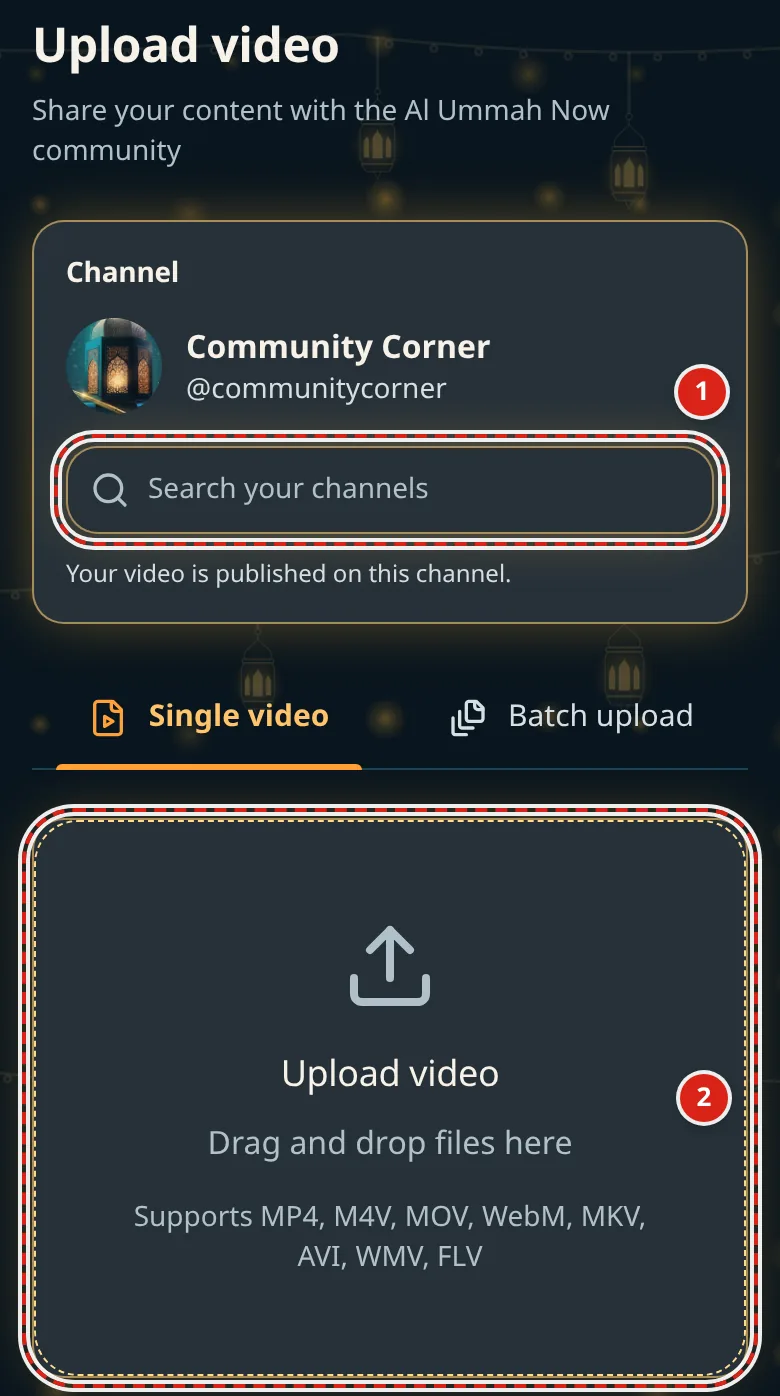 Upload video
Share your content with the Al Ummah Now
community
Channel
Community Corner
@communitycorner
1
Search your channels
Your video is published on this channel.
Single video
Batch upload
Upload video
2
Drag and drop files here
Supports MP4, M4V, MOV, WebM, MKV,
AVI, WMV, FLV